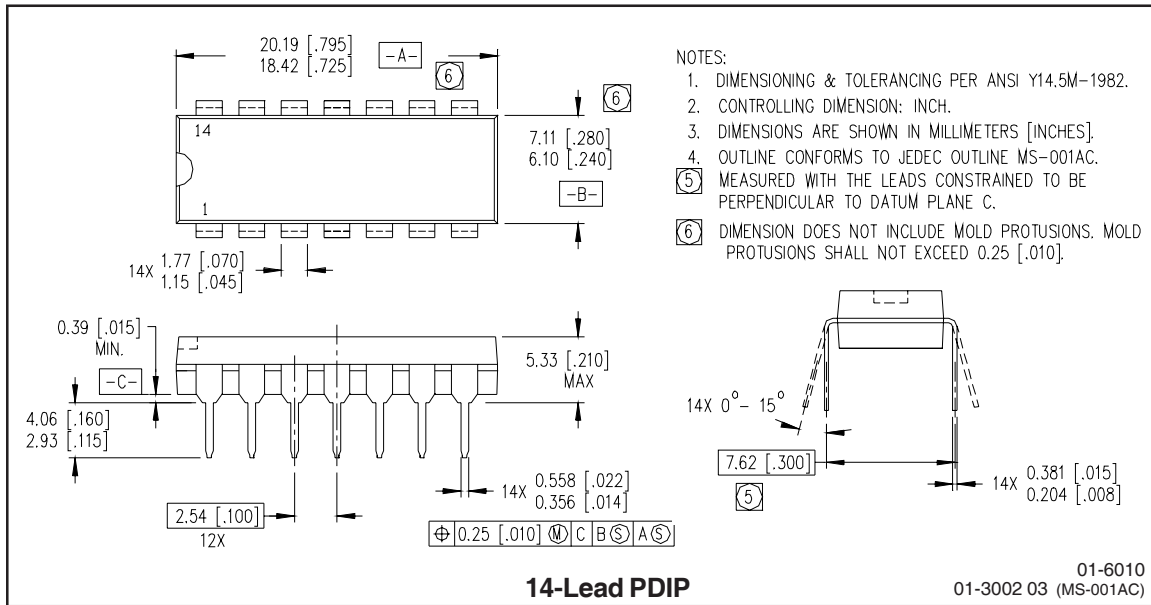 20.19 [.795]
18.42 [.725]
-A-
6
6
14
1
7.11 [.280]
6.10 [.240]
-B-
14X 1.77 [.070]
1.15 [.045]
NOTES:
1. DIMENSIONING & TOLERANCING PER ANSI Y14.5M-1982.
2. CONTROLLING DIMENSION: INCH.
3. DIMENSIONS ARE SHOWN IN MILLIMETERS [INCHES].
4. OUTLINE CONFORMS TO JEDEC OUTLINE MS-001AC.
5 MEASURED WITH THE LEADS CONSTRAINED TO BE
PERPENDICULAR TO DATUM PLANE C.
6 DIMENSION DOES NOT INCLUDE MOLD PROTUSIONS. MOLD
PROTUSIONS SHALL NOT EXCEED 0.25 [.010].
0.39 [.015]
MIN.
-C-
4.06 [.160]
2.93 [.115]
5.33 [.210]
MAX
2.54 [.100]
12X
14X 0.558 [.022]
0.356 [.014]
⌖ 0.25 [.010] Ⓜ C B Ⓢ A Ⓢ
14X 0°- 15°
7.62 [.300]
5
14X 0.381 [.015]
0.204 [.008]
14-Lead PDIP
01-6010
01-3002 03 (MS-001AC)